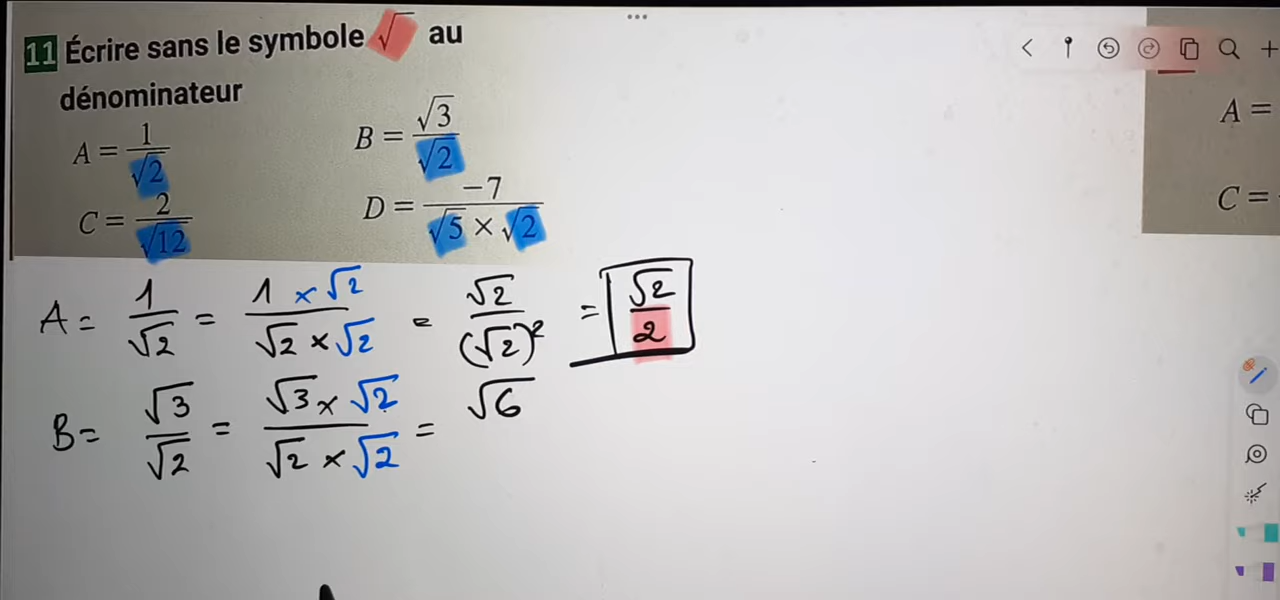 11 Écrire sans le symbole √ au
dénominateur
A = 1/√2 B = √3/√2
C = 2/√12 D = -7/(√5 × √2)
A = 1/√2 = (1 × √2)/(√2 × √2) = √2/(√2)² = √2/2
B = √3/√2 = (√3 × √2)/(√2 × √2) = √6
A =
C =